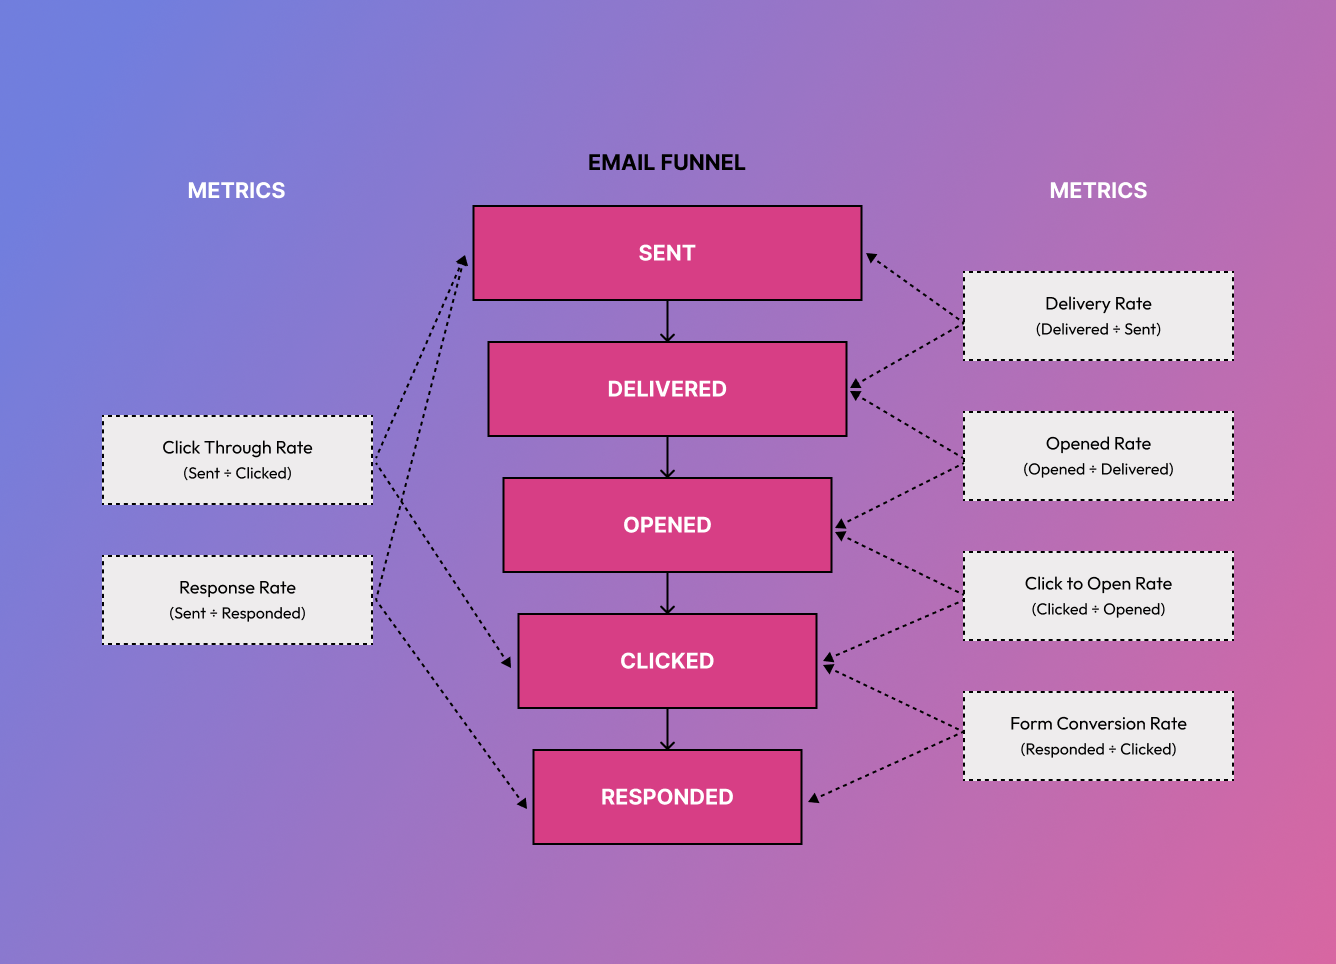 EMAIL FUNNEL
METRICS
METRICS
SENT
Delivery Rate
(Delivered ÷ Sent)
DELIVERED
Click Through Rate
(Sent ÷ Clicked)
Opened Rate
(Opened ÷ Delivered)
OPENED
Response Rate
(Sent ÷ Responded)
Click to Open Rate
(Clicked ÷ Opened)
CLICKED
Form Conversion Rate
(Responded ÷ Clicked)
RESPONDED